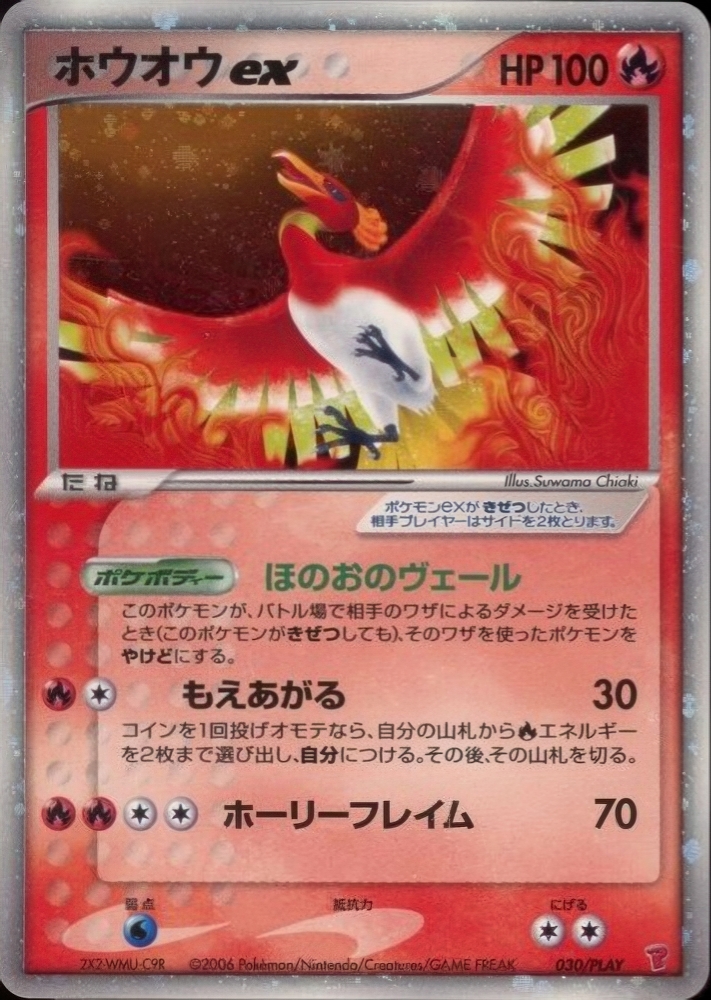 ホウオウex HP100
たね Illus. Suwama Chiaki
ポケモンexがきぜつしたとき、
相手プレイヤーはサイドを2枚とります。
ポケボディー ほのおのヴェール
このポケモンが、バトル場で相手のワザによるダメージを受けた
とき(このポケモンがきぜつしても)、そのワザを使ったポケモンを
やけどにする。
もえあがる 30
コインを1回投げオモテなら、自分の山札からエネルギー
を2枚まで選び出し、自分につける。その後、その山札を切る。
ホーリーフレイム 70
弱点 抵抗力 にげる
2X2-WMU-C9R ©2006 Pokémon/Nintendo/Creatures/GAME FREAK 030/PLAY